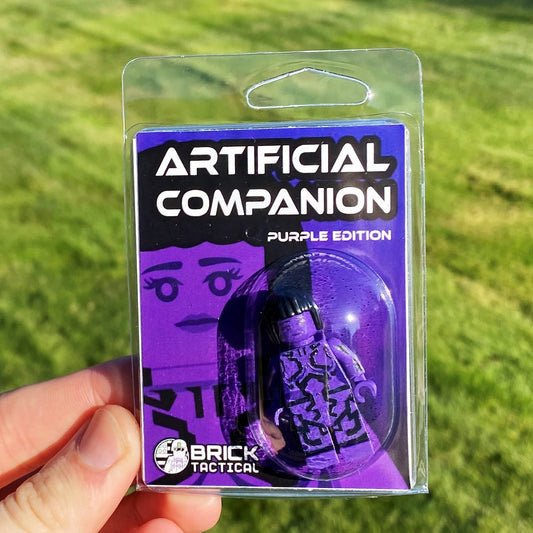 ARTIFICIAL
COMPANION
PURPLE EDITION
BRICK
TACTICAL